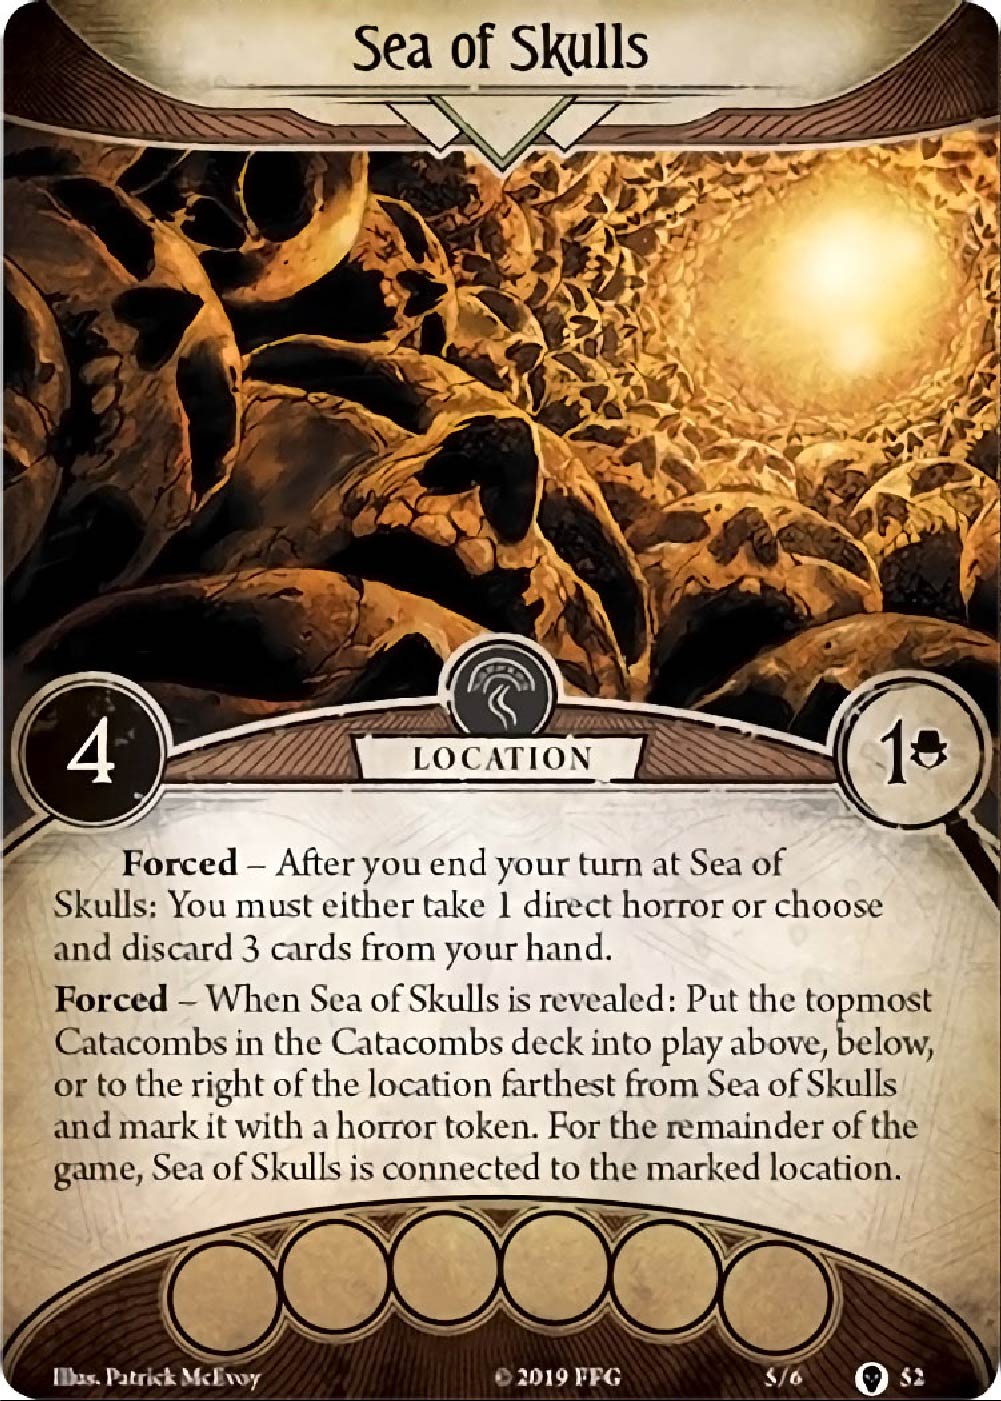 Sea of Skulls
4
LOCATION
1
Forced – After you end your turn at Sea of
Skulls: You must either take 1 direct horror or choose
and discard 3 cards from your hand.
Forced – When Sea of Skulls is revealed: Put the topmost
Catacombs in the Catacombs deck into play above, below,
or to the right of the location farthest from Sea of Skulls
and mark it with a horror token. For the remainder of the
game, Sea of Skulls is connected to the marked location.
Illus. Patrick McEvoy © 2019 FFG 5/6 52